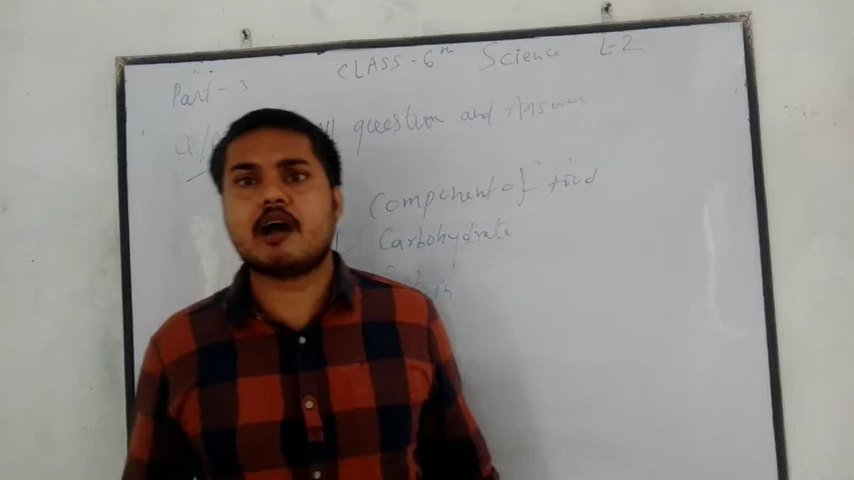 CLASS-6th Science L-2
Part-3
question and Answer
Component of food
Carbohydrate